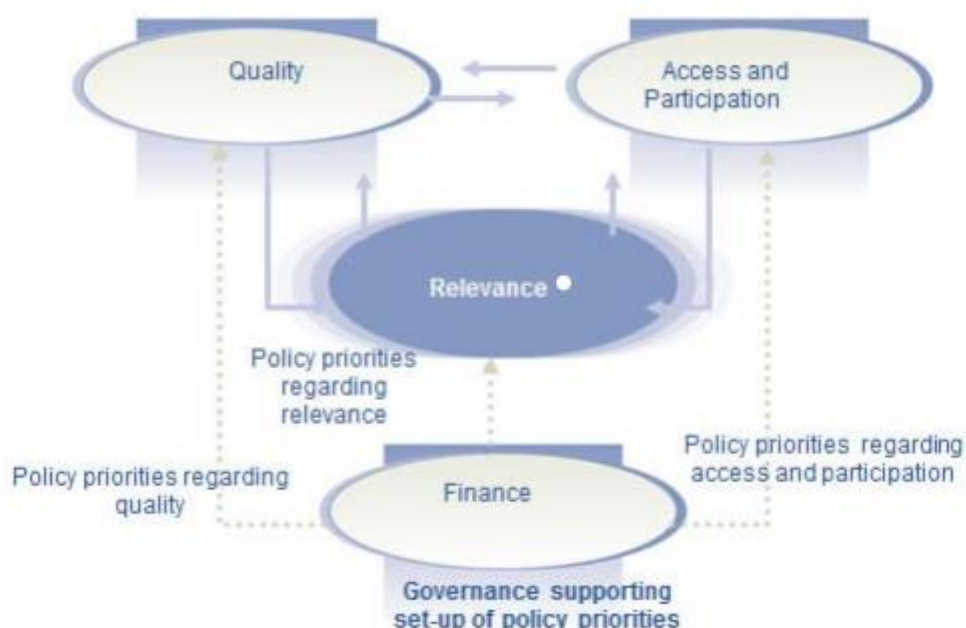 Quality
Access and
Participation
Relevance
Policy priorities
regarding
relevance
Policy priorities regarding
quality
Policy priorities regarding
access and participation
Finance
Governance supporting
set-up of policy priorities